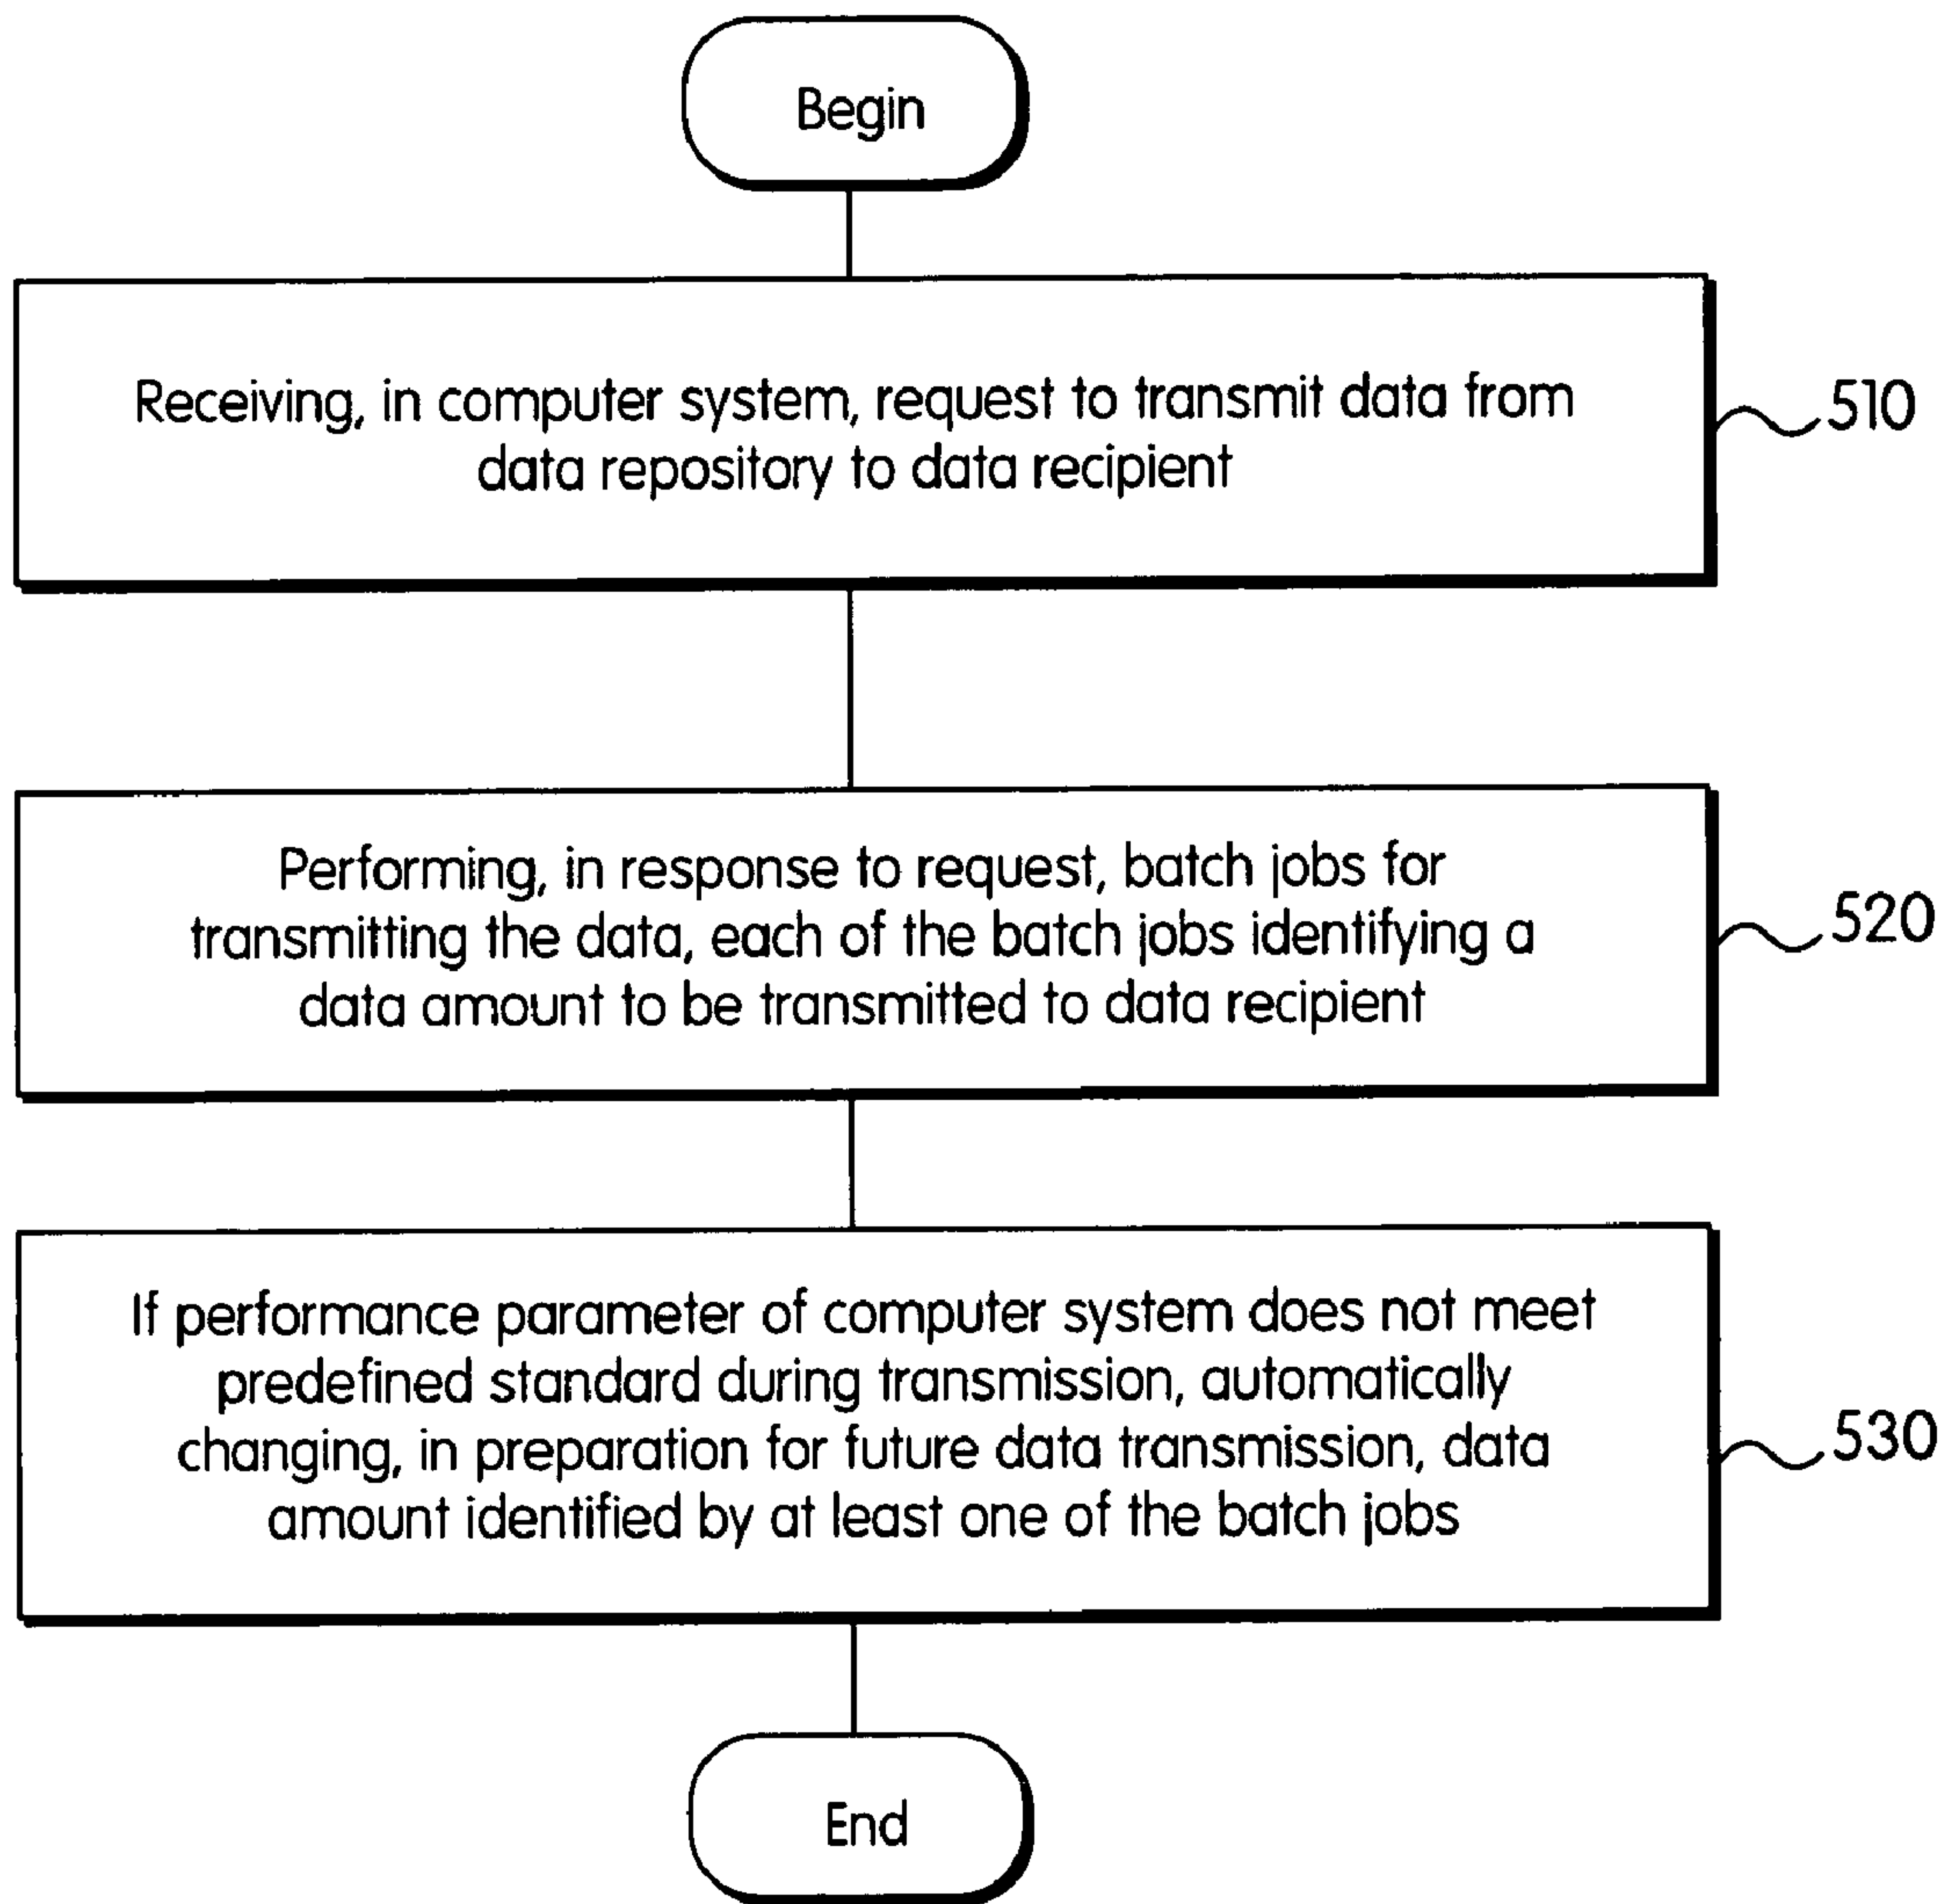 Begin
Receiving, in computer system, request to transmit data from
data repository to data recipient
510
Performing, in response to request, batch jobs for
transmitting the data, each of the batch jobs identifying a
data amount to be transmitted to data recipient
520
If performance parameter of computer system does not meet
predefined standard during transmission, automatically
changing, in preparation for future data transmission, data
amount identified by at least one of the batch jobs
530
End